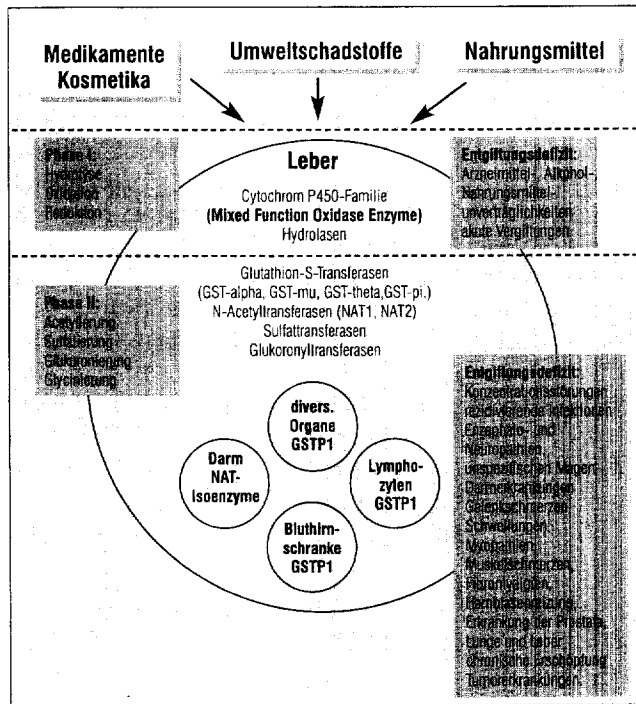 Medikamente
Kosmetika
Umweltschadstoffe
Nahrungsmittel
Phase I:
Hydrolyse
Oxidation
Reduktion
Leber
Cytochrom P450-Familie
(Mixed Function Oxidase Enzyme)
Hydrolasen
Entgiftungsdefizit:
Arzneimittel-, Alkohol-,
Nahrungsmittel-
unverträglichkeiten
akute Vergiftungen
Glutathion-S-Transferasen
(GST-alpha, GST-mu, GST-theta,GST-pi,)
N-Acetyltransferasen (NAT1, NAT2)
Sulfattransferasen
Glukoronyltransferasen
Phase II:
Acetylierung
Sulfatierung
Glukoronierung
Glycinierung
divers.
Organe
GSTP1
Darm
NAT-
Isoenzyme
Lympho-
zyten
GSTP1
Bluthirn-
schranke
GSTP1
Entgiftungsdefizit:
Konzentrationsstörungen
rezidivierende Infektionen
Enzephalo- und
Neuropathien
unspezifischen Magen-
Darmerkrankungen
Gelenkschmerzen
Schwellungen
Myopathien
Muskelschmerzen,
Harnblasenreizung,
Erkrankung der Prostata,
Lunge und Leber
chronische Erschöpfung
Tumorerkrankungen